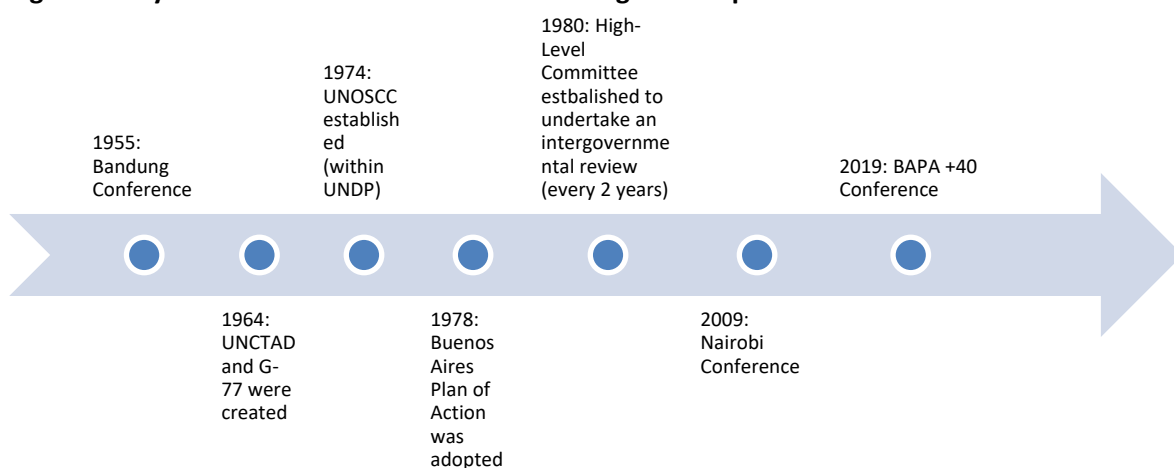 1955:
Bandung
Conference
1964:
UNCTAD
and G-
77 were
created
1974:
UNOSCC
establish
ed
(within
UNDP)
1978:
Buenos
Aires
Plan of
Action
was
adopted
1980: High-
Level
Committee
estbalished to
undertake an
intergovernme
ntal review
(every 2 years)
2009:
Nairobi
Conference
2019: BAPA +40
Conference